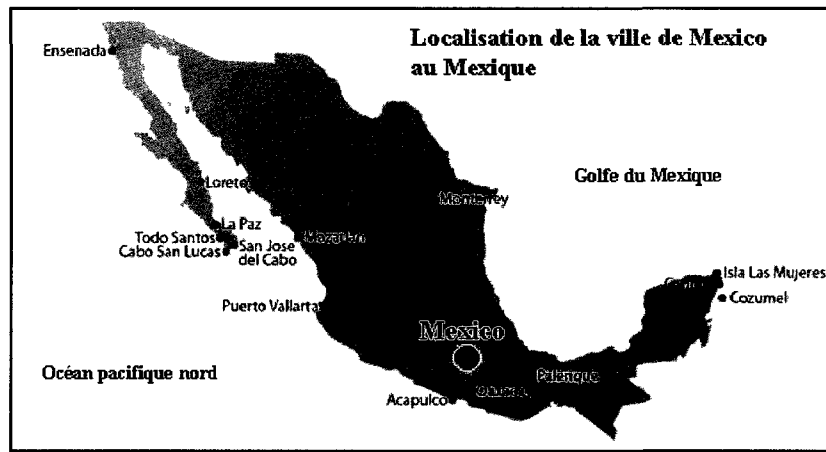 Localisation de la ville de Mexico
au Mexique
Ensenada
Golfe du Mexique
Loreto
Monterrey
La Paz
Todo Santos
Cabo San Lucas
San Jose
del Cabo
Mazatlan
Isla Las Mujeres
Cozumel
Puerto Vallarta
Mexico
Océan pacifique nord
Palenque
Oaxaca
Acapulco